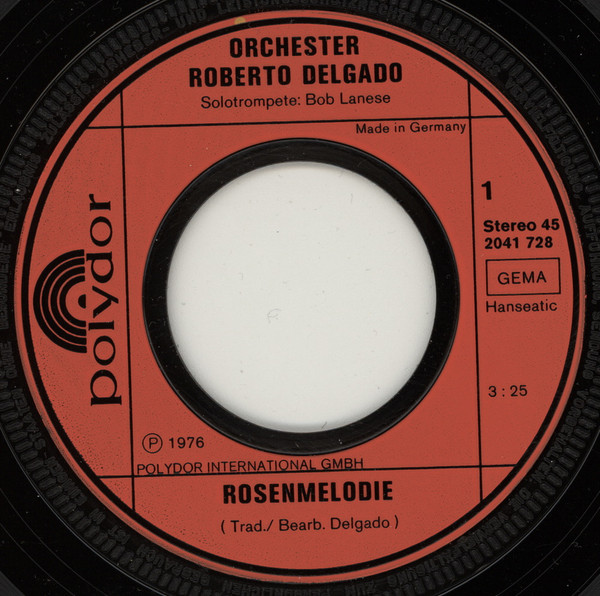 ORCHESTER
ROBERTO DELGADO
Solotrompete: Bob Lanese
Made in Germany
polydor
1
Stereo 45
2041 728
GEMA
Hanseatic
3 : 25
Ⓟ 1976
POLYDOR INTERNATIONAL GMBH
ROSENMELODIE
( Trad./ Bearb. Delgado )